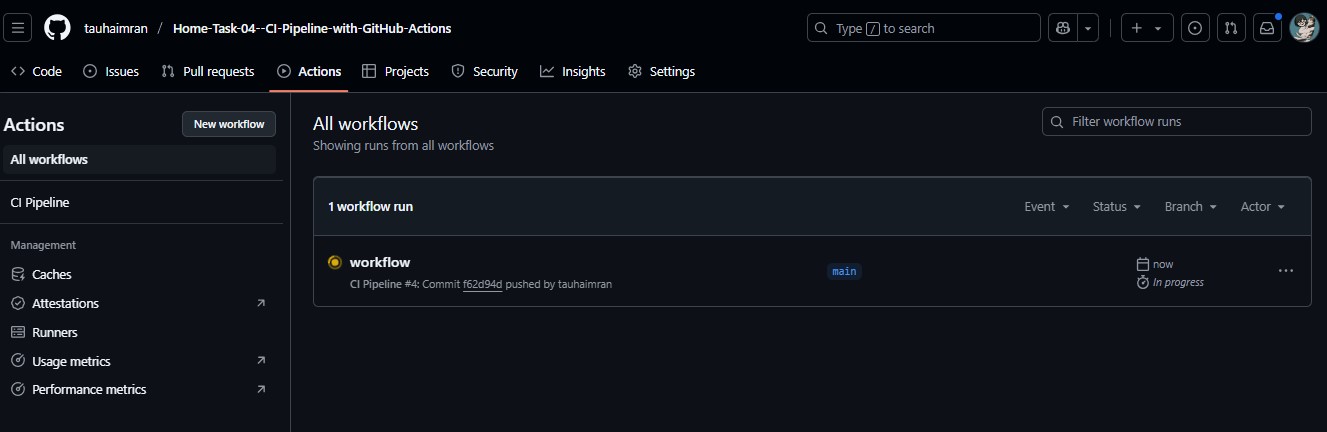 tauhaimran / Home-Task-04--CI-Pipeline-with-GitHub-Actions
Type / to search
Code
Issues
Pull requests
Actions
Projects
Security
Insights
Settings
Actions
New workflow
All workflows
CI Pipeline
Management
Caches
Attestations
Runners
Usage metrics
Performance metrics
All workflows
Showing runs from all workflows
Filter workflow runs
1 workflow run
Event
Status
Branch
Actor
workflow
CI Pipeline #4: Commit f62d94d pushed by tauhaimran
main
now
In progress